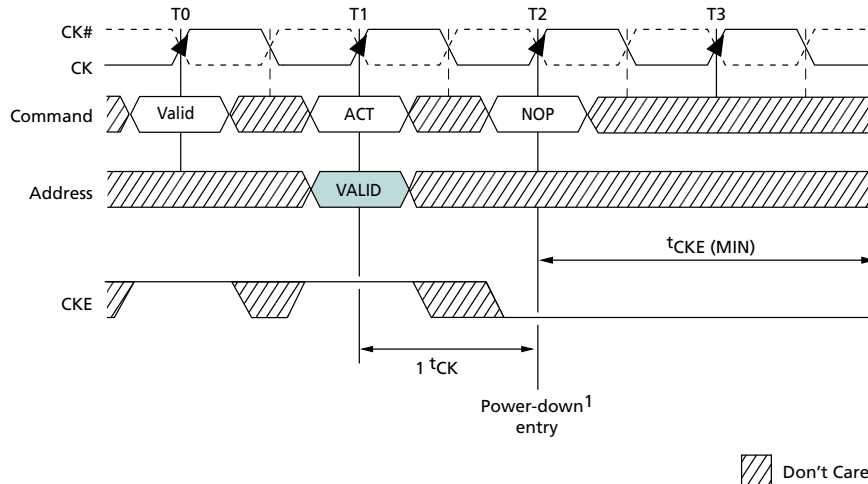 T0 T1 T2 T3
CK#
CK
Command Valid ACT NOP
Address VALID
tCKE (MIN)
CKE
1 tCK
Power-down1
entry
Don't Care